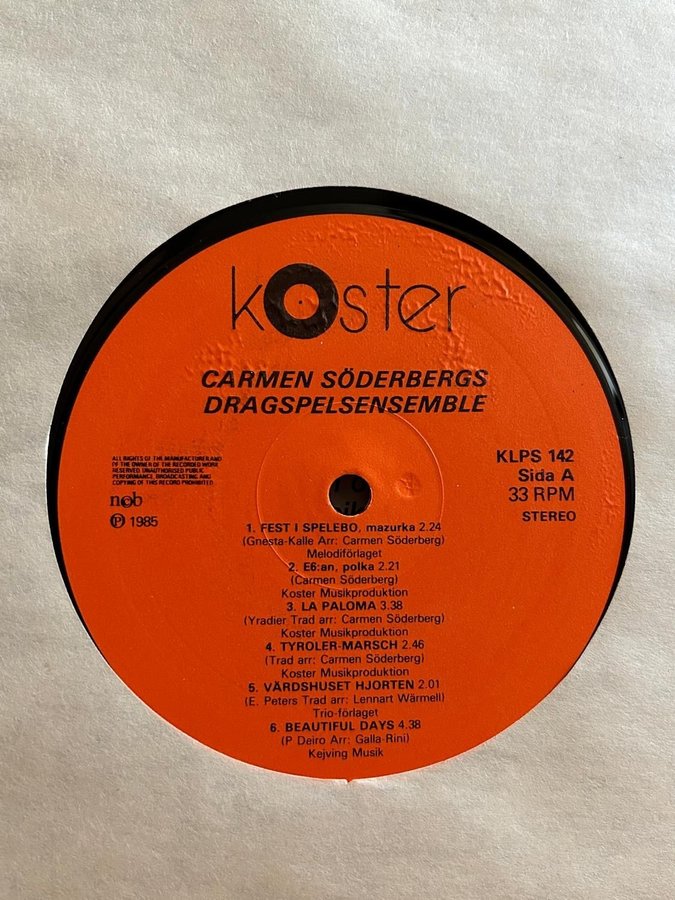 koster
CARMEN SÖDERBERGS
DRAGSPELSENSEMBLE
ALL RIGHTS OF THE MANUFACTURER AND
PF THE OWNER OF THE RECORDED WORK
RESERVED UNAUTHORISED PUBLIC
PERFORMANCE, BROADCASTING AND
COPYING OF THIS RECORD PROHIBITED
ncb
Ⓟ 1985
KLPS 142
Sida A
33 RPM
STEREO
1. FEST I SPELEBO, mazurka 2.24
(Gnesta-Kalle Arr: Carmen Söderberg)
Melodiförlaget
2. E6:an, polka 2.21
(Carmen Söderberg)
Koster Musikproduktion
3. LA PALOMA 3.38
(Yradier Trad arr: Carmen Söderberg)
Koster Musikproduktion
4. TYROLER-MARSCH 2.46
(Trad arr: Carmen Söderberg)
Koster Musikproduktion
5. VÄRDSHUSET HJORTEN 2.01
(E. Peters Trad arr: Lennart Wärmell)
Trio-förlaget
6. BEAUTIFUL DAYS 4.38
(P Deiro Arr: Galla-Rini)
Kejving Musik